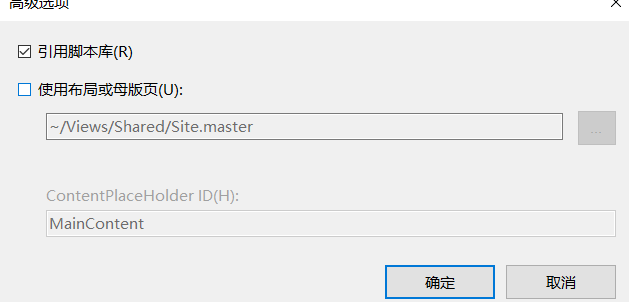 高级选项
引用脚本库(R)
使用布局或母版页(U):
~/Views/Shared/Site.master
...
ContentPlaceHolder ID(H):
MainContent
确定
取消